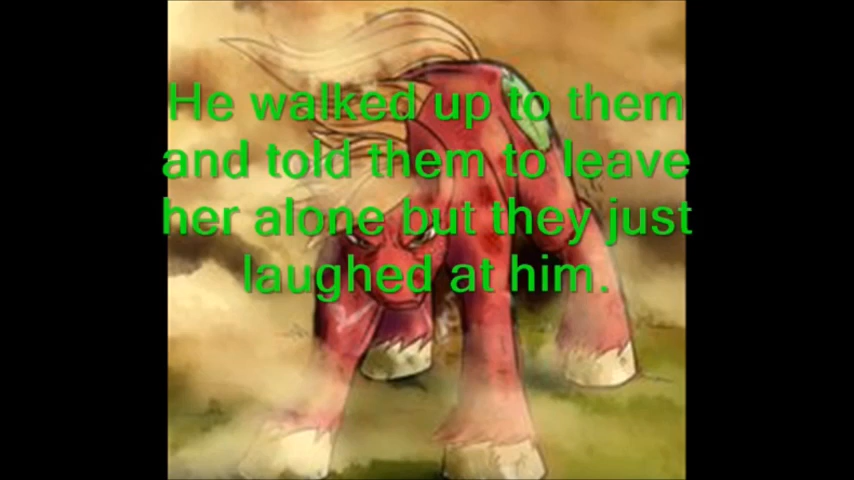 He walked up to them
and told them to leave
her alone but they just
laughed at him.